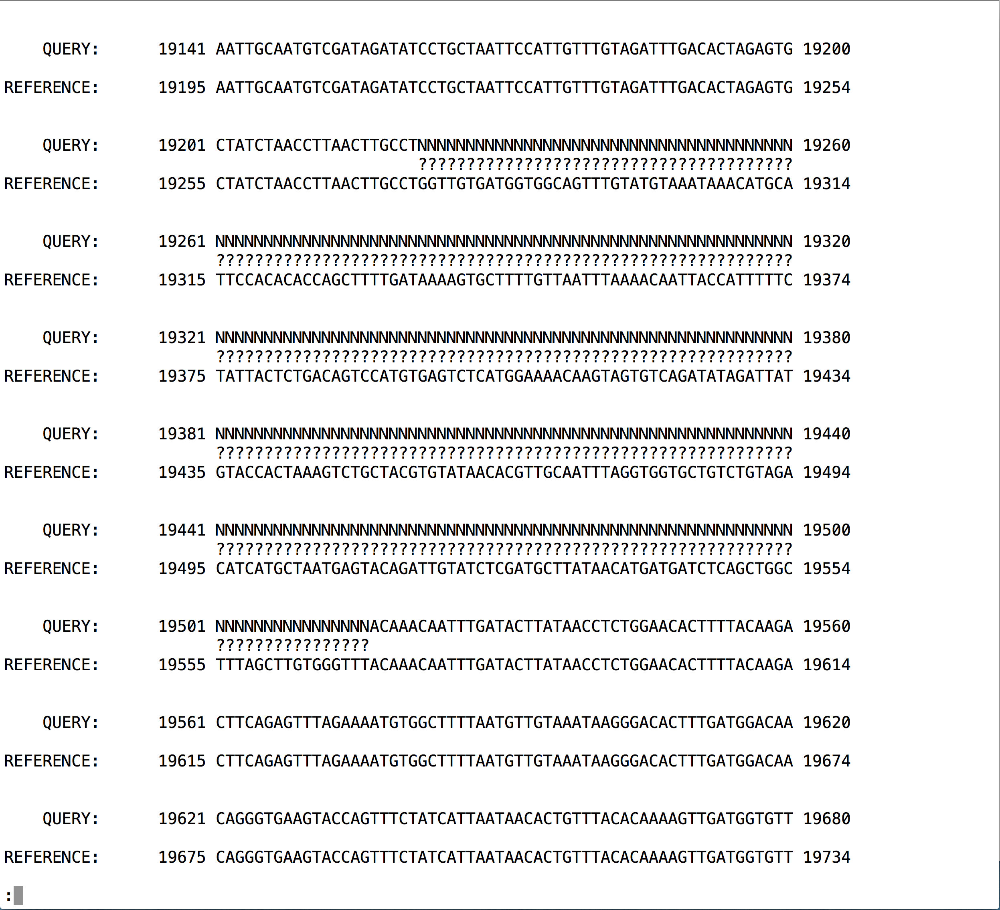 QUERY: 19141 AATTGCAATGTCGATAGATATCCTGCTAATTCCATTGTTTGTAGATTTGACACTAGAGTG 19200
REFERENCE: 19195 AATTGCAATGTCGATAGATATCCTGCTAATTCCATTGTTTGTAGATTTGACACTAGAGTG 19254
QUERY: 19201 CTATCTAACCTTAACTTGCCTNNNNNNNNNNNNNNNNNNNNNNNNNNNNNNNNNNNNNNN 19260
???????????????????????????????????????
REFERENCE: 19255 CTATCTAACCTTAACTTGCCTGGTTGTGATGGTGGCAGTTTGTATGTAAATAAACATGCA 19314
QUERY: 19261 NNNNNNNNNNNNNNNNNNNNNNNNNNNNNNNNNNNNNNNNNNNNNNNNNNNNNNNNNNNN 19320
????????????????????????????????????????????????????????????
REFERENCE: 19315 TTCCACACACCAGCTTTTGATAAAAGTGCTTTTGTTAATTTAAAACAATTACCATTTTTC 19374
QUERY: 19321 NNNNNNNNNNNNNNNNNNNNNNNNNNNNNNNNNNNNNNNNNNNNNNNNNNNNNNNNNNNN 19380
????????????????????????????????????????????????????????????
REFERENCE: 19375 TATTACTCTGACAGTCCATGTGAGTCTCATGGAAAACAAGTAGTGTCAGATATAGATTAT 19434
QUERY: 19381 NNNNNNNNNNNNNNNNNNNNNNNNNNNNNNNNNNNNNNNNNNNNNNNNNNNNNNNNNNNN 19440
????????????????????????????????????????????????????????????
REFERENCE: 19435 GTACCACTAAAGTCTGCTACGTGTATAACACGTTGCAATTTAGGTGGTGCTGTCTGTAGA 19494
QUERY: 19441 NNNNNNNNNNNNNNNNNNNNNNNNNNNNNNNNNNNNNNNNNNNNNNNNNNNNNNNNNNNN 19500
????????????????????????????????????????????????????????????
REFERENCE: 19495 CATCATGCTAATGAGTACAGATTGTATCTCGATGCTTATAACATGATGATCTCAGCTGGC 19554
QUERY: 19501 NNNNNNNNNNNNNNNNACAAACAATTTGATACTTATAACCTCTGGAACACTTTTACAAGA 19560
????????????????
REFERENCE: 19555 TTTAGCTTGTGGGTTTACAAACAATTTGATACTTATAACCTCTGGAACACTTTTACAAGA 19614
QUERY: 19561 CTTCAGAGTTTAGAAAATGTGGCTTTTAATGTTGTAAATAAGGGACACTTTGATGGACAA 19620
REFERENCE: 19615 CTTCAGAGTTTAGAAAATGTGGCTTTTAATGTTGTAAATAAGGGACACTTTGATGGACAA 19674
QUERY: 19621 CAGGGTGAAGTACCAGTTTCTATCATTAATAACACTGTTTACACAAAAGTTGATGGTGTT 19680
REFERENCE: 19675 CAGGGTGAAGTACCAGTTTCTATCATTAATAACACTGTTTACACAAAAGTTGATGGTGTT 19734
: